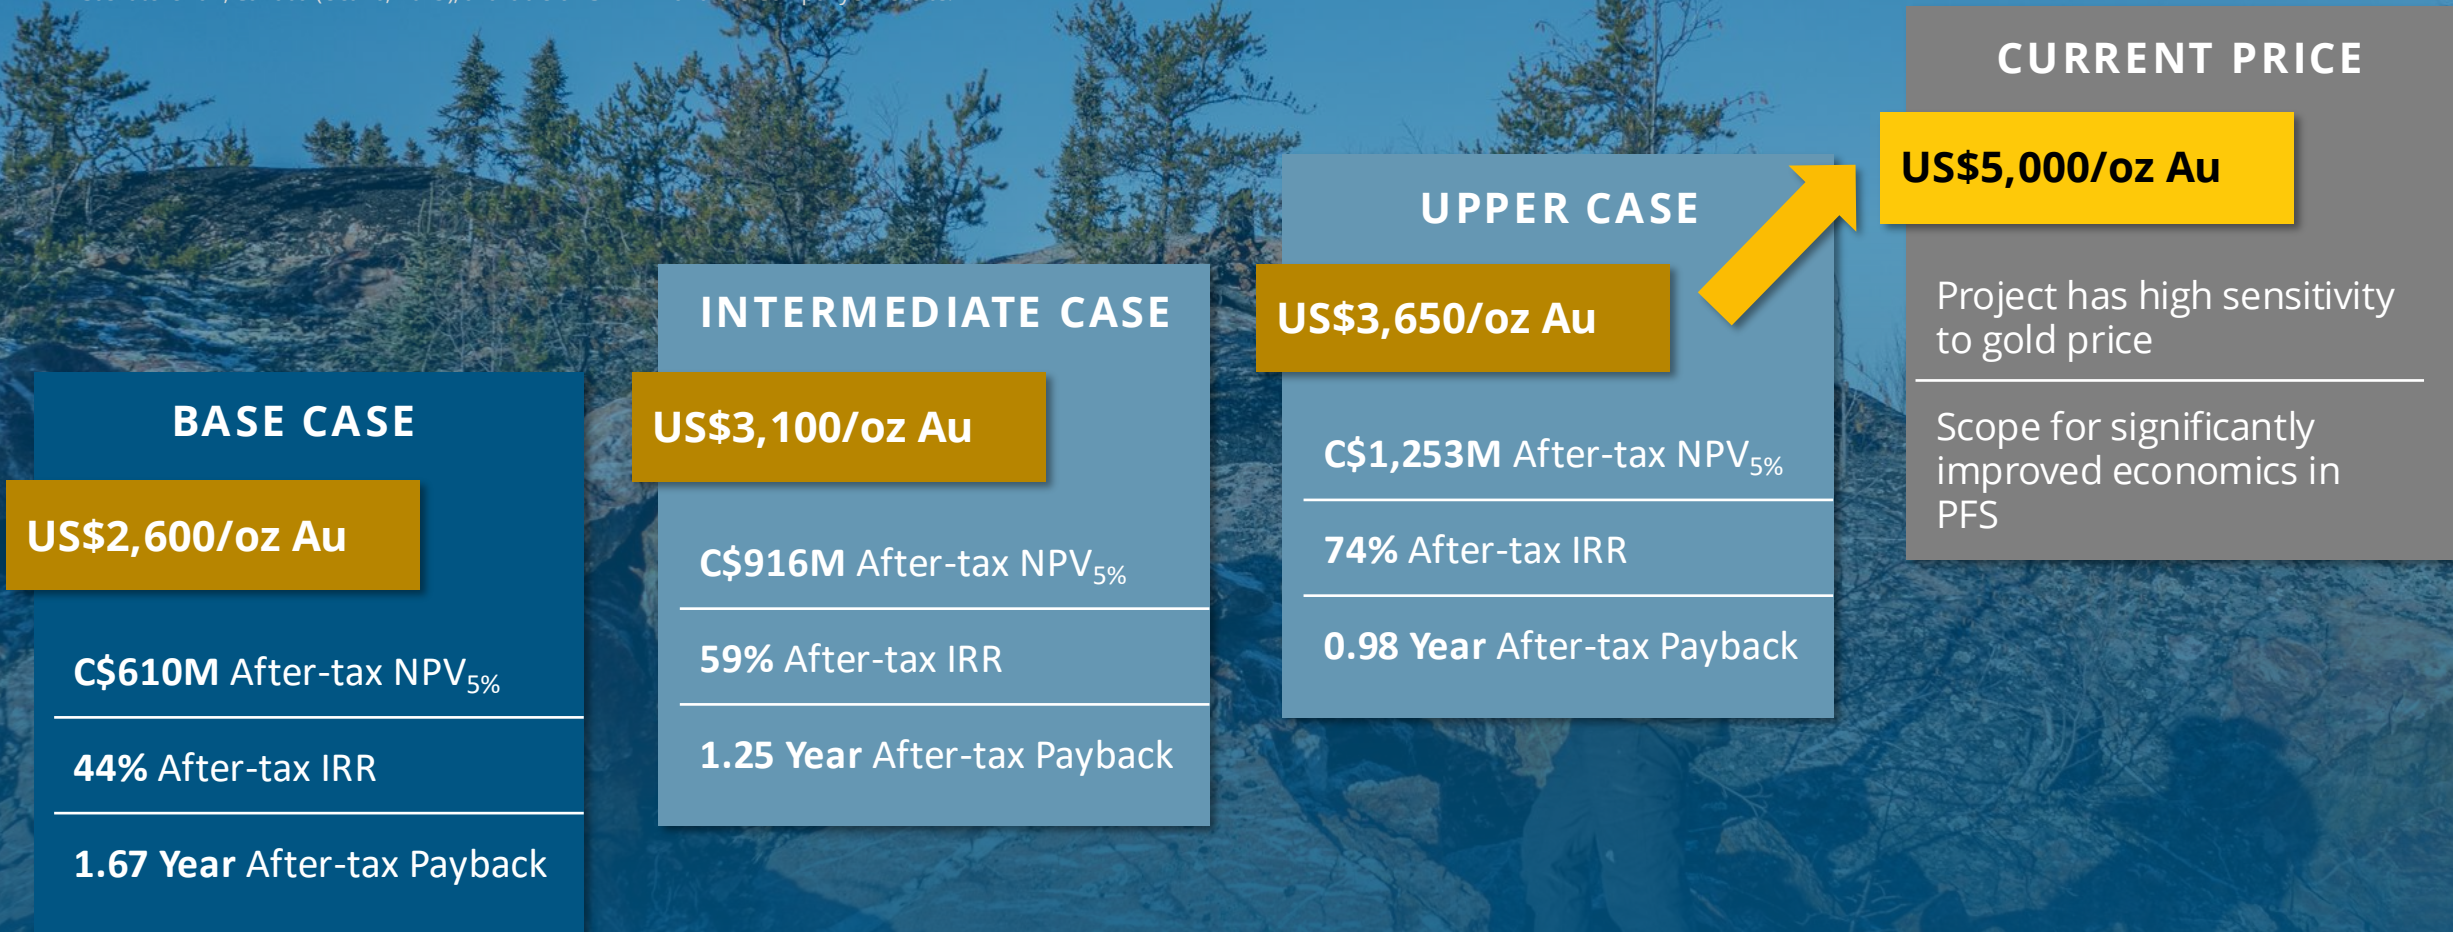 BASE CASE
US$2,600/oz Au
C$610M After-tax NPV5%
44% After-tax IRR
1.67 Year After-tax Payback
INTERMEDIATE CASE
US$3,100/oz Au
C$916M After-tax NPV5%
59% After-tax IRR
1.25 Year After-tax Payback
UPPER CASE
US$3,650/oz Au
C$1,253M After-tax NPV5%
74% After-tax IRR
0.98 Year After-tax Payback
CURRENT PRICE
US$5,000/oz Au
Project has high sensitivity
to gold price
Scope for significantly
improved economics in
PFS